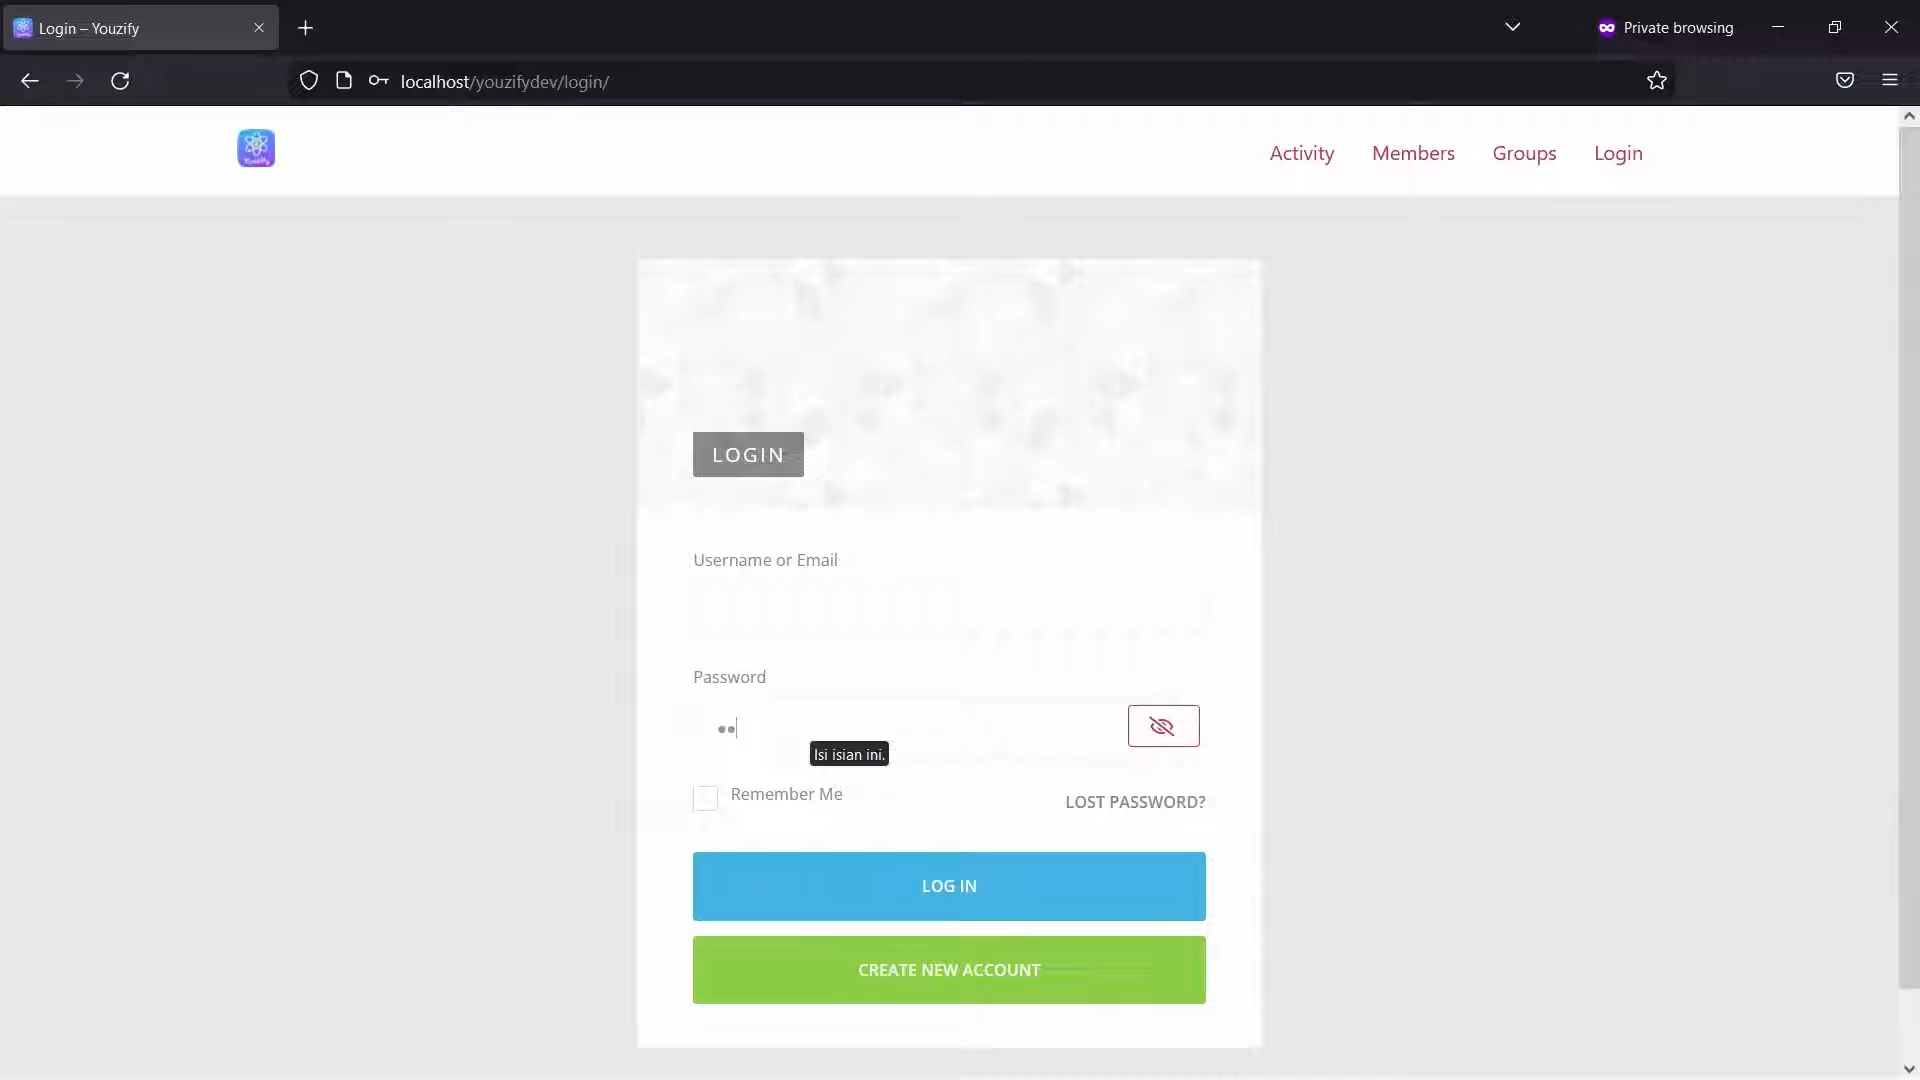 Login – Youzify
Private browsing
localhost/youzifydev/login/
Activity Members Groups Login
LOGIN
Username or Email
Password
Isi isian ini.
Remember Me
LOST PASSWORD?
LOG IN
CREATE NEW ACCOUNT